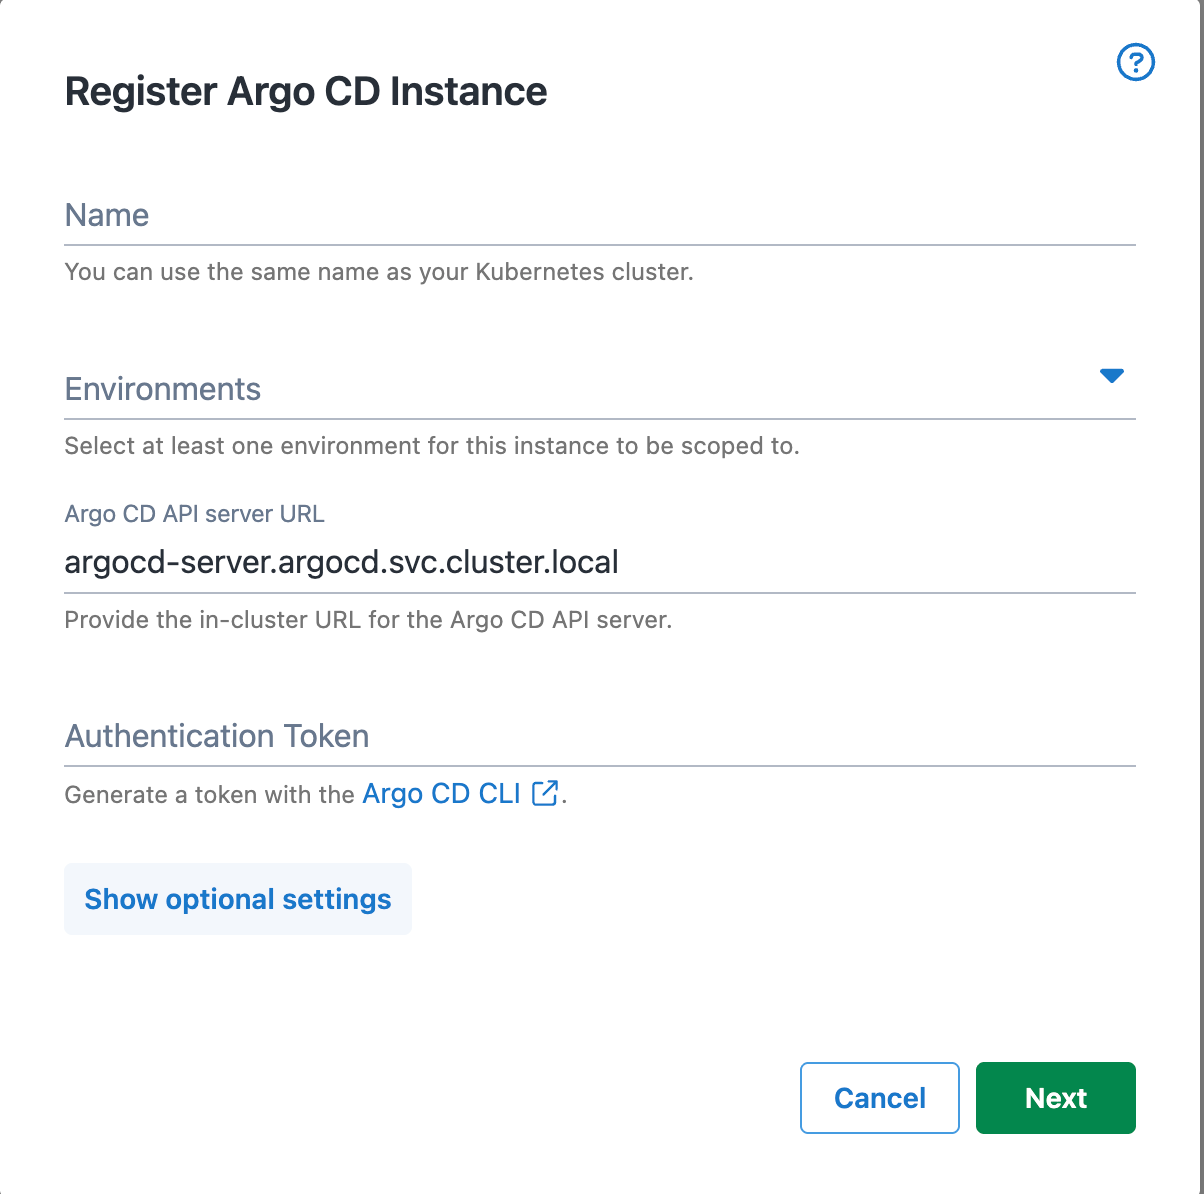 Register Argo CD Instance
?
Name
You can use the same name as your Kubernetes cluster.
Environments
Select at least one environment for this instance to be scoped to.
Argo CD API server URL
argocd-server.argocd.svc.cluster.local
Provide the in-cluster URL for the Argo CD API server.
Authentication Token
Generate a token with the Argo CD CLI .
Show optional settings
Cancel Next